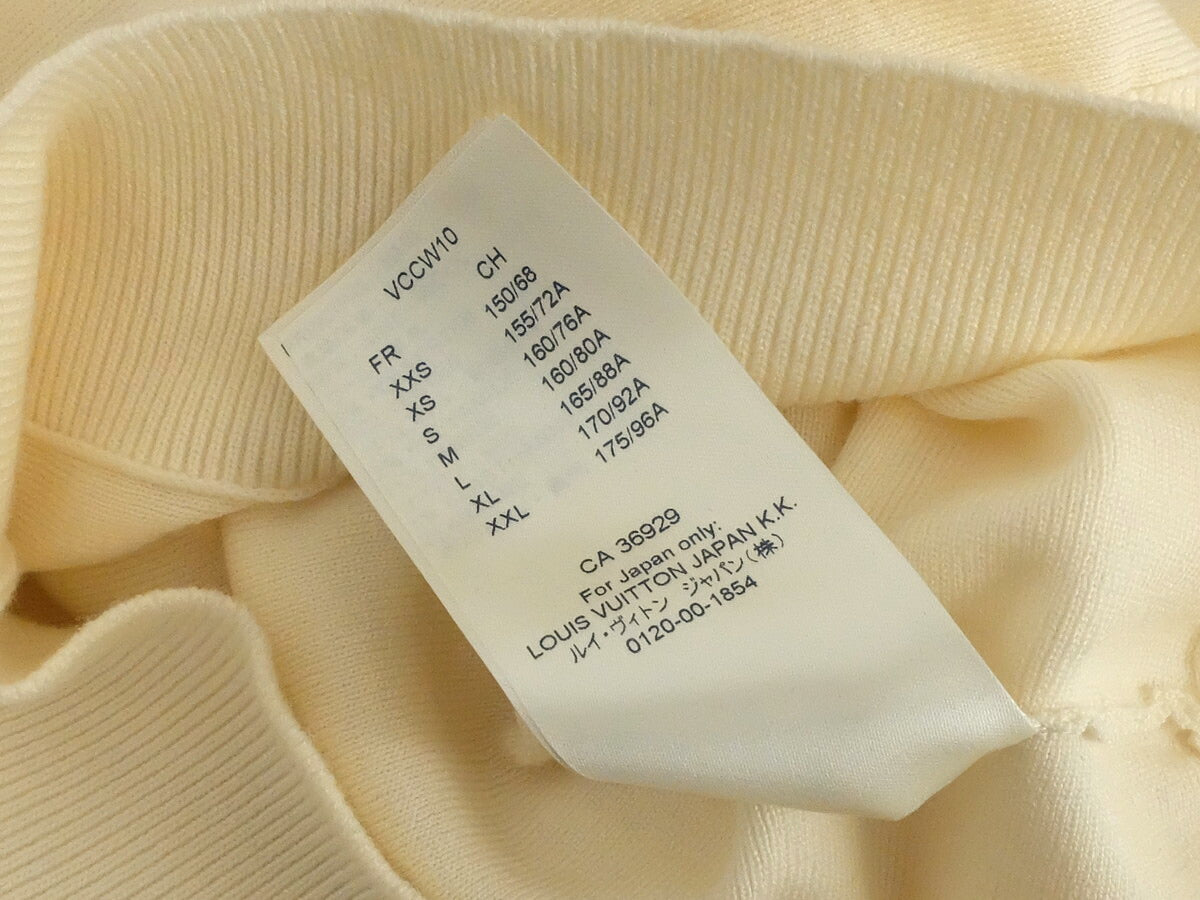 VCCW10
FR CH
XXS 150/68
XS 155/72A
S 160/76A
M 160/80A
L 165/88A
XL 170/92A
XXL 175/96A
CA 36929
For Japan only:
LOUIS VUITTON JAPAN K.K.
ルイ・ヴィトン ジャパン(株)
0120-00-1854